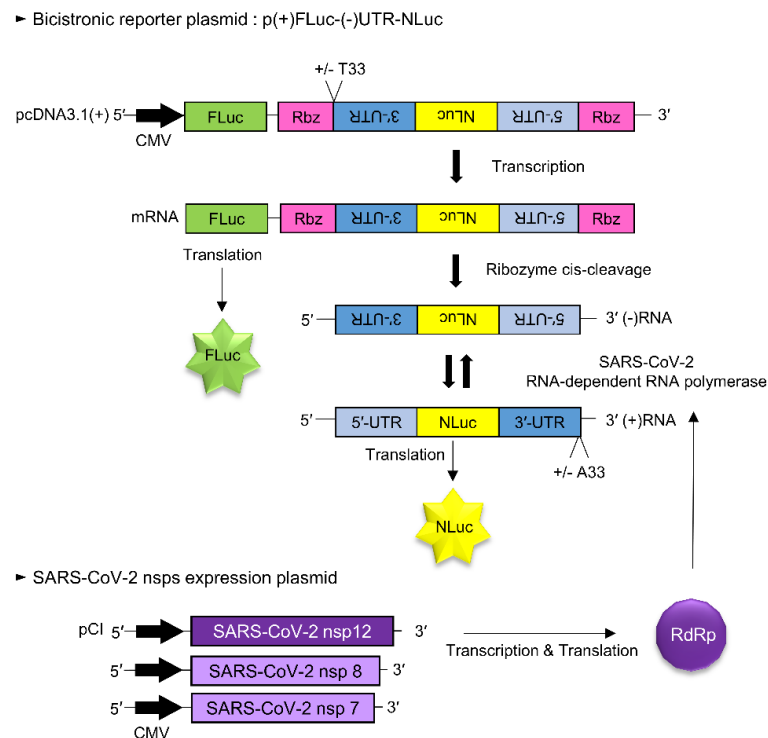 ► Bicistronic reporter plasmid : p(+)FLuc-(-)UTR-NLuc
+/- T33
pcDNA3.1(+) 5′ FLuc Rbz 3′-UTR NLuc 5′-UTR Rbz 3′
CMV
Transcription
mRNA FLuc Rbz 3′-UTR NLuc 5′-UTR Rbz
Translation
Ribozyme cis-cleavage
5′ 3′-UTR NLuc 5′-UTR 3′ (-)RNA
FLuc
SARS-CoV-2
RNA-dependent RNA polymerase
5′ 5′-UTR NLuc 3′-UTR 3′ (+)RNA
Translation
+/- A33
NLuc
► SARS-CoV-2 nsps expression plasmid
pCI 5′ SARS-CoV-2 nsp12 3′
Transcription & Translation
RdRp
5′ SARS-CoV-2 nsp 8 3′
5′ SARS-CoV-2 nsp 7 3′
CMV